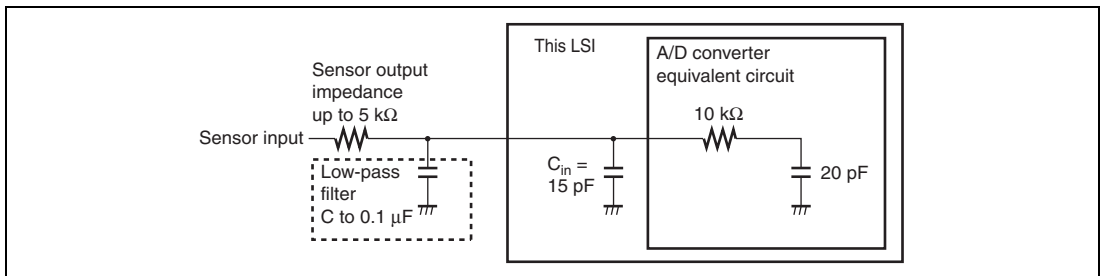 This LSI
A/D converter
equivalent circuit
Sensor output
impedance
up to 5 kΩ
10 kΩ
Sensor input
Low-pass
filter
C to 0.1 μF
Cin =
15 pF
20 pF